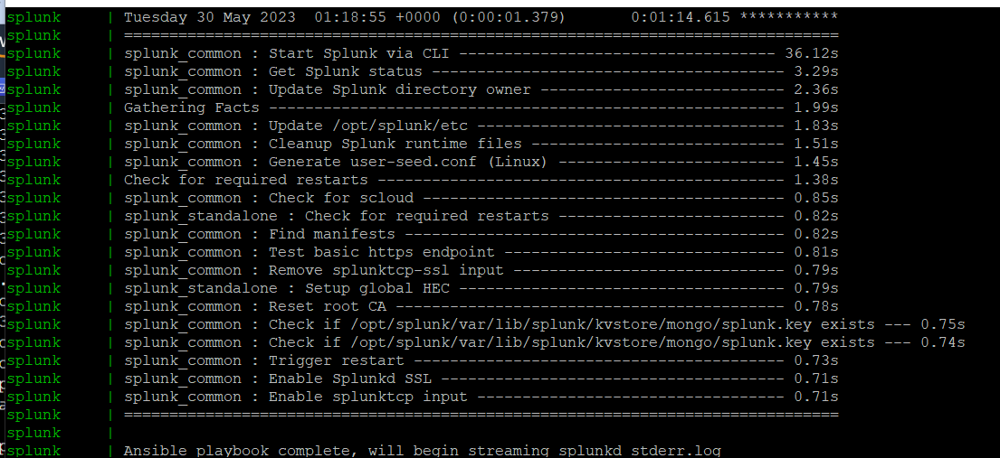 splunk | Tuesday 30 May 2023  01:18:55 +0000 (0:00:01.379)       0:01:14.615 ***********
splunk | ===============================================================================
splunk | splunk_common : Start Splunk via CLI ----------------------------------- 36.12s
splunk | splunk_common : Get Splunk status --------------------------------------- 3.29s
splunk | splunk_common : Update Splunk directory owner --------------------------- 2.36s
splunk | Gathering Facts --------------------------------------------------------- 1.99s
splunk | splunk_common : Update /opt/splunk/etc ---------------------------------- 1.83s
splunk | splunk_common : Cleanup Splunk runtime files ---------------------------- 1.51s
splunk | splunk_common : Generate user-seed.conf (Linux) ------------------------- 1.45s
splunk | Check for required restarts --------------------------------------------- 1.38s
splunk | splunk_common : Check for scloud ---------------------------------------- 0.85s
splunk | splunk_standalone : Check for required restarts ------------------------- 0.82s
splunk | splunk_common : Find manifests ------------------------------------------ 0.82s
splunk | splunk_common : Test basic https endpoint ------------------------------- 0.81s
splunk | splunk_common : Remove splunktcp-ssl input ------------------------------ 0.79s
splunk | splunk_standalone : Setup global HEC ------------------------------------ 0.79s
splunk | splunk_common : Reset root CA ------------------------------------------- 0.78s
splunk | splunk_common : Check if /opt/splunk/var/lib/splunk/kvstore/mongo/splunk.key exists --- 0.75s
splunk | splunk_common : Check if /opt/splunk/var/lib/splunk/kvstore/mongo/splunk.key exists --- 0.74s
splunk | splunk_common : Trigger restart ----------------------------------------- 0.73s
splunk | splunk_common : Enable Splunkd SSL -------------------------------------- 0.71s
splunk | splunk_common : Enable splunktcp input ---------------------------------- 0.71s
splunk | ===============================================================================
splunk |
splunk | Ansible playbook complete, will begin streaming splunkd_stderr.log